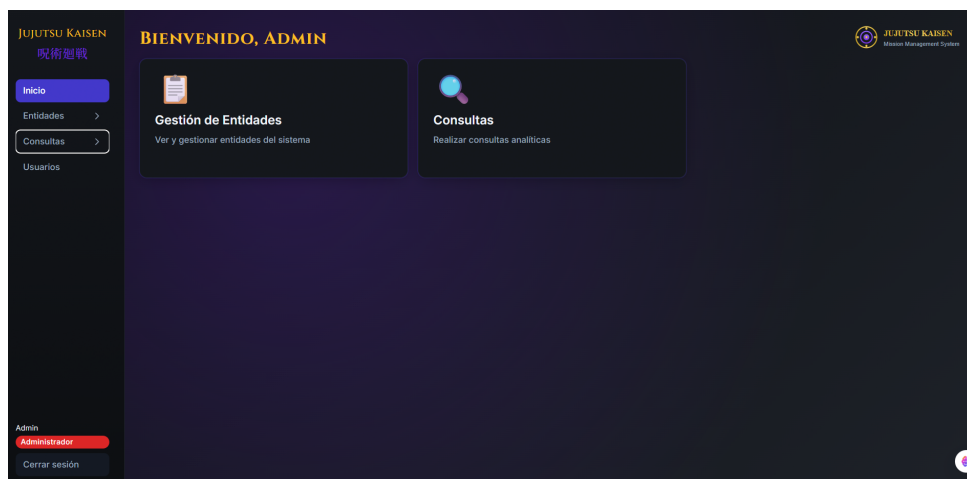 Jujutsu Kaisen
呪術廻戦
Inicio
Entidades
Consultas
Usuarios
Admin
Administrador
Cerrar sesión
Bienvenido, Admin
Gestión de Entidades
Ver y gestionar entidades del sistema
Consultas
Realizar consultas analíticas
JUJUTSU KAISEN
Mission Management System